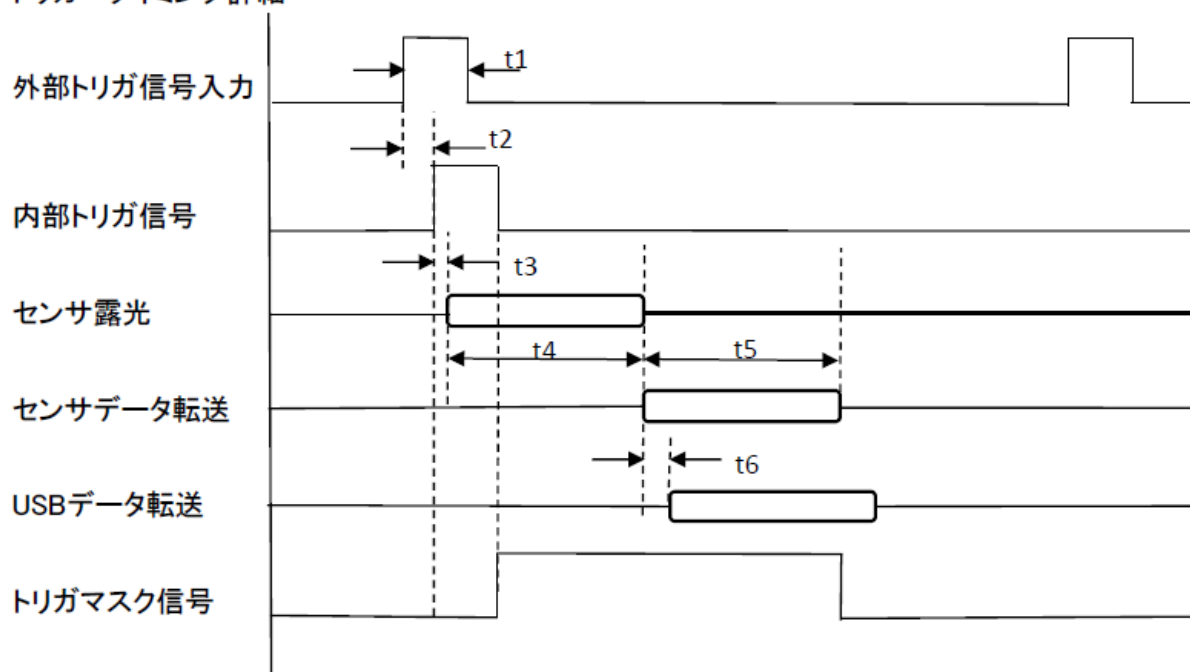 外部トリガ信号入力
t1
t2
内部トリガ信号
t3
センサ露光
t4
t5
センサデータ転送
t6
USBデータ転送
トリガマスク信号